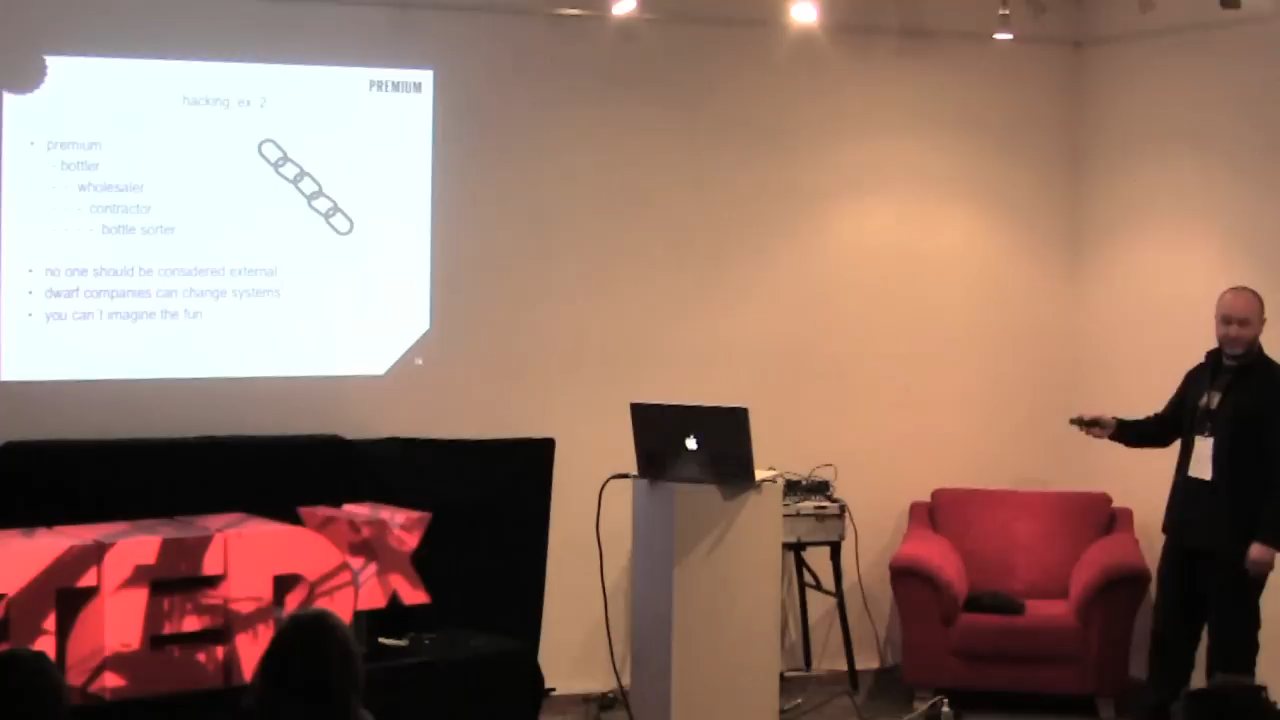 PREMIUM
hacking ex 2
• premium
- bottler
- - wholesaler
- - contractor
- - - bottle sorter
• no one should be considered external
• dwarf companies can change systems
• you can't imagine the fun
TEDx